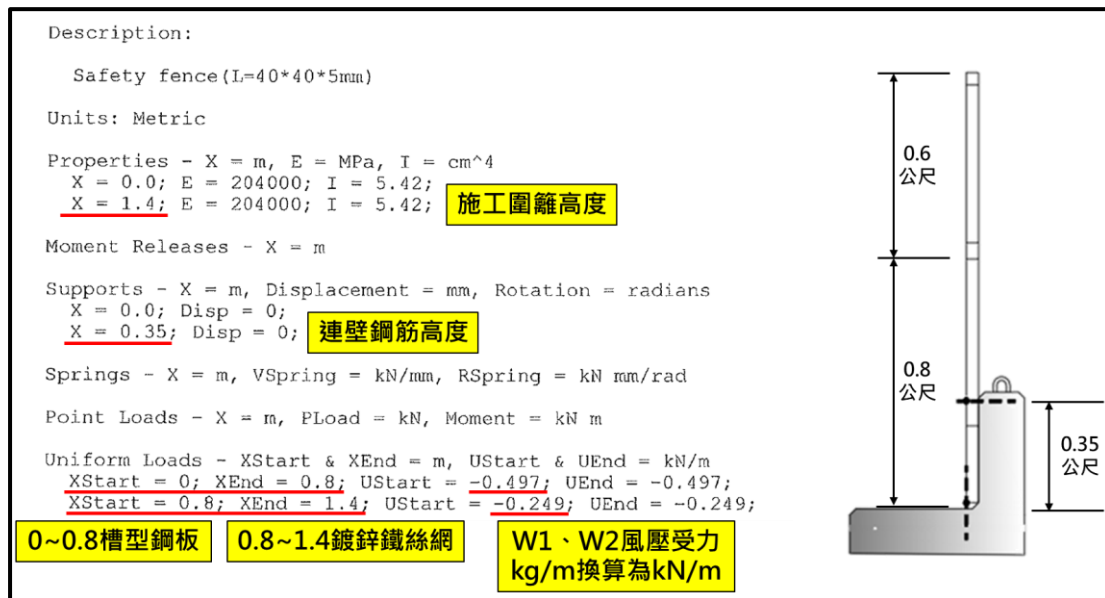 Description:
Safety fence(L=40*40*5mm)
Units: Metric
Properties - X = m, E = MPa, I = cm^4
X = 0.0; E = 204000; I = 5.42;
X = 1.4; E = 204000; I = 5.42;
施工圍籬高度
Moment Releases - X = m
Supports - X = m, Displacement = mm, Rotation = radians
X = 0.0; Disp = 0;
X = 0.35; Disp = 0;
連壁鋼筋高度
Springs - X = m, VSpring = kN/mm, RSpring = kN mm/rad
Point Loads - X = m, PLoad = kN, Moment = kN m
Uniform Loads - XStart & XEnd = m, UStart & UEnd = kN/m
XStart = 0; XEnd = 0.8; UStart = -0.497; UEnd = -0.497;
XStart = 0.8; XEnd = 1.4; UStart = -0.249; UEnd = -0.249;
0~0.8槽型鋼板
0.8~1.4鍍鋅鐵絲網
W1、W2風壓受力
kg/m換算為kN/m
0.6
公尺
0.8
公尺
0.35
公尺